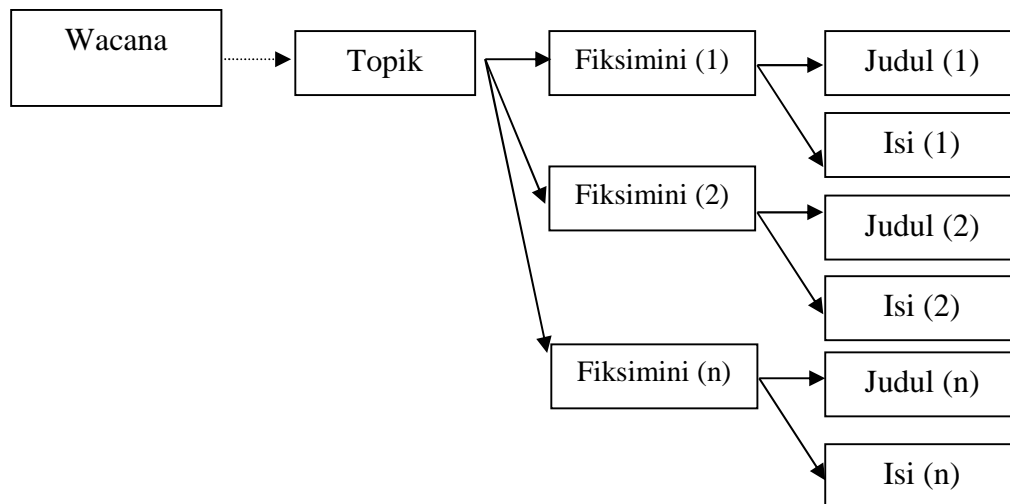 Wacana
Topik
Fiksimini (1)
Judul (1)
Isi (1)
Fiksimini (2)
Judul (2)
Isi (2)
Fiksimini (n)
Judul (n)
Isi (n)